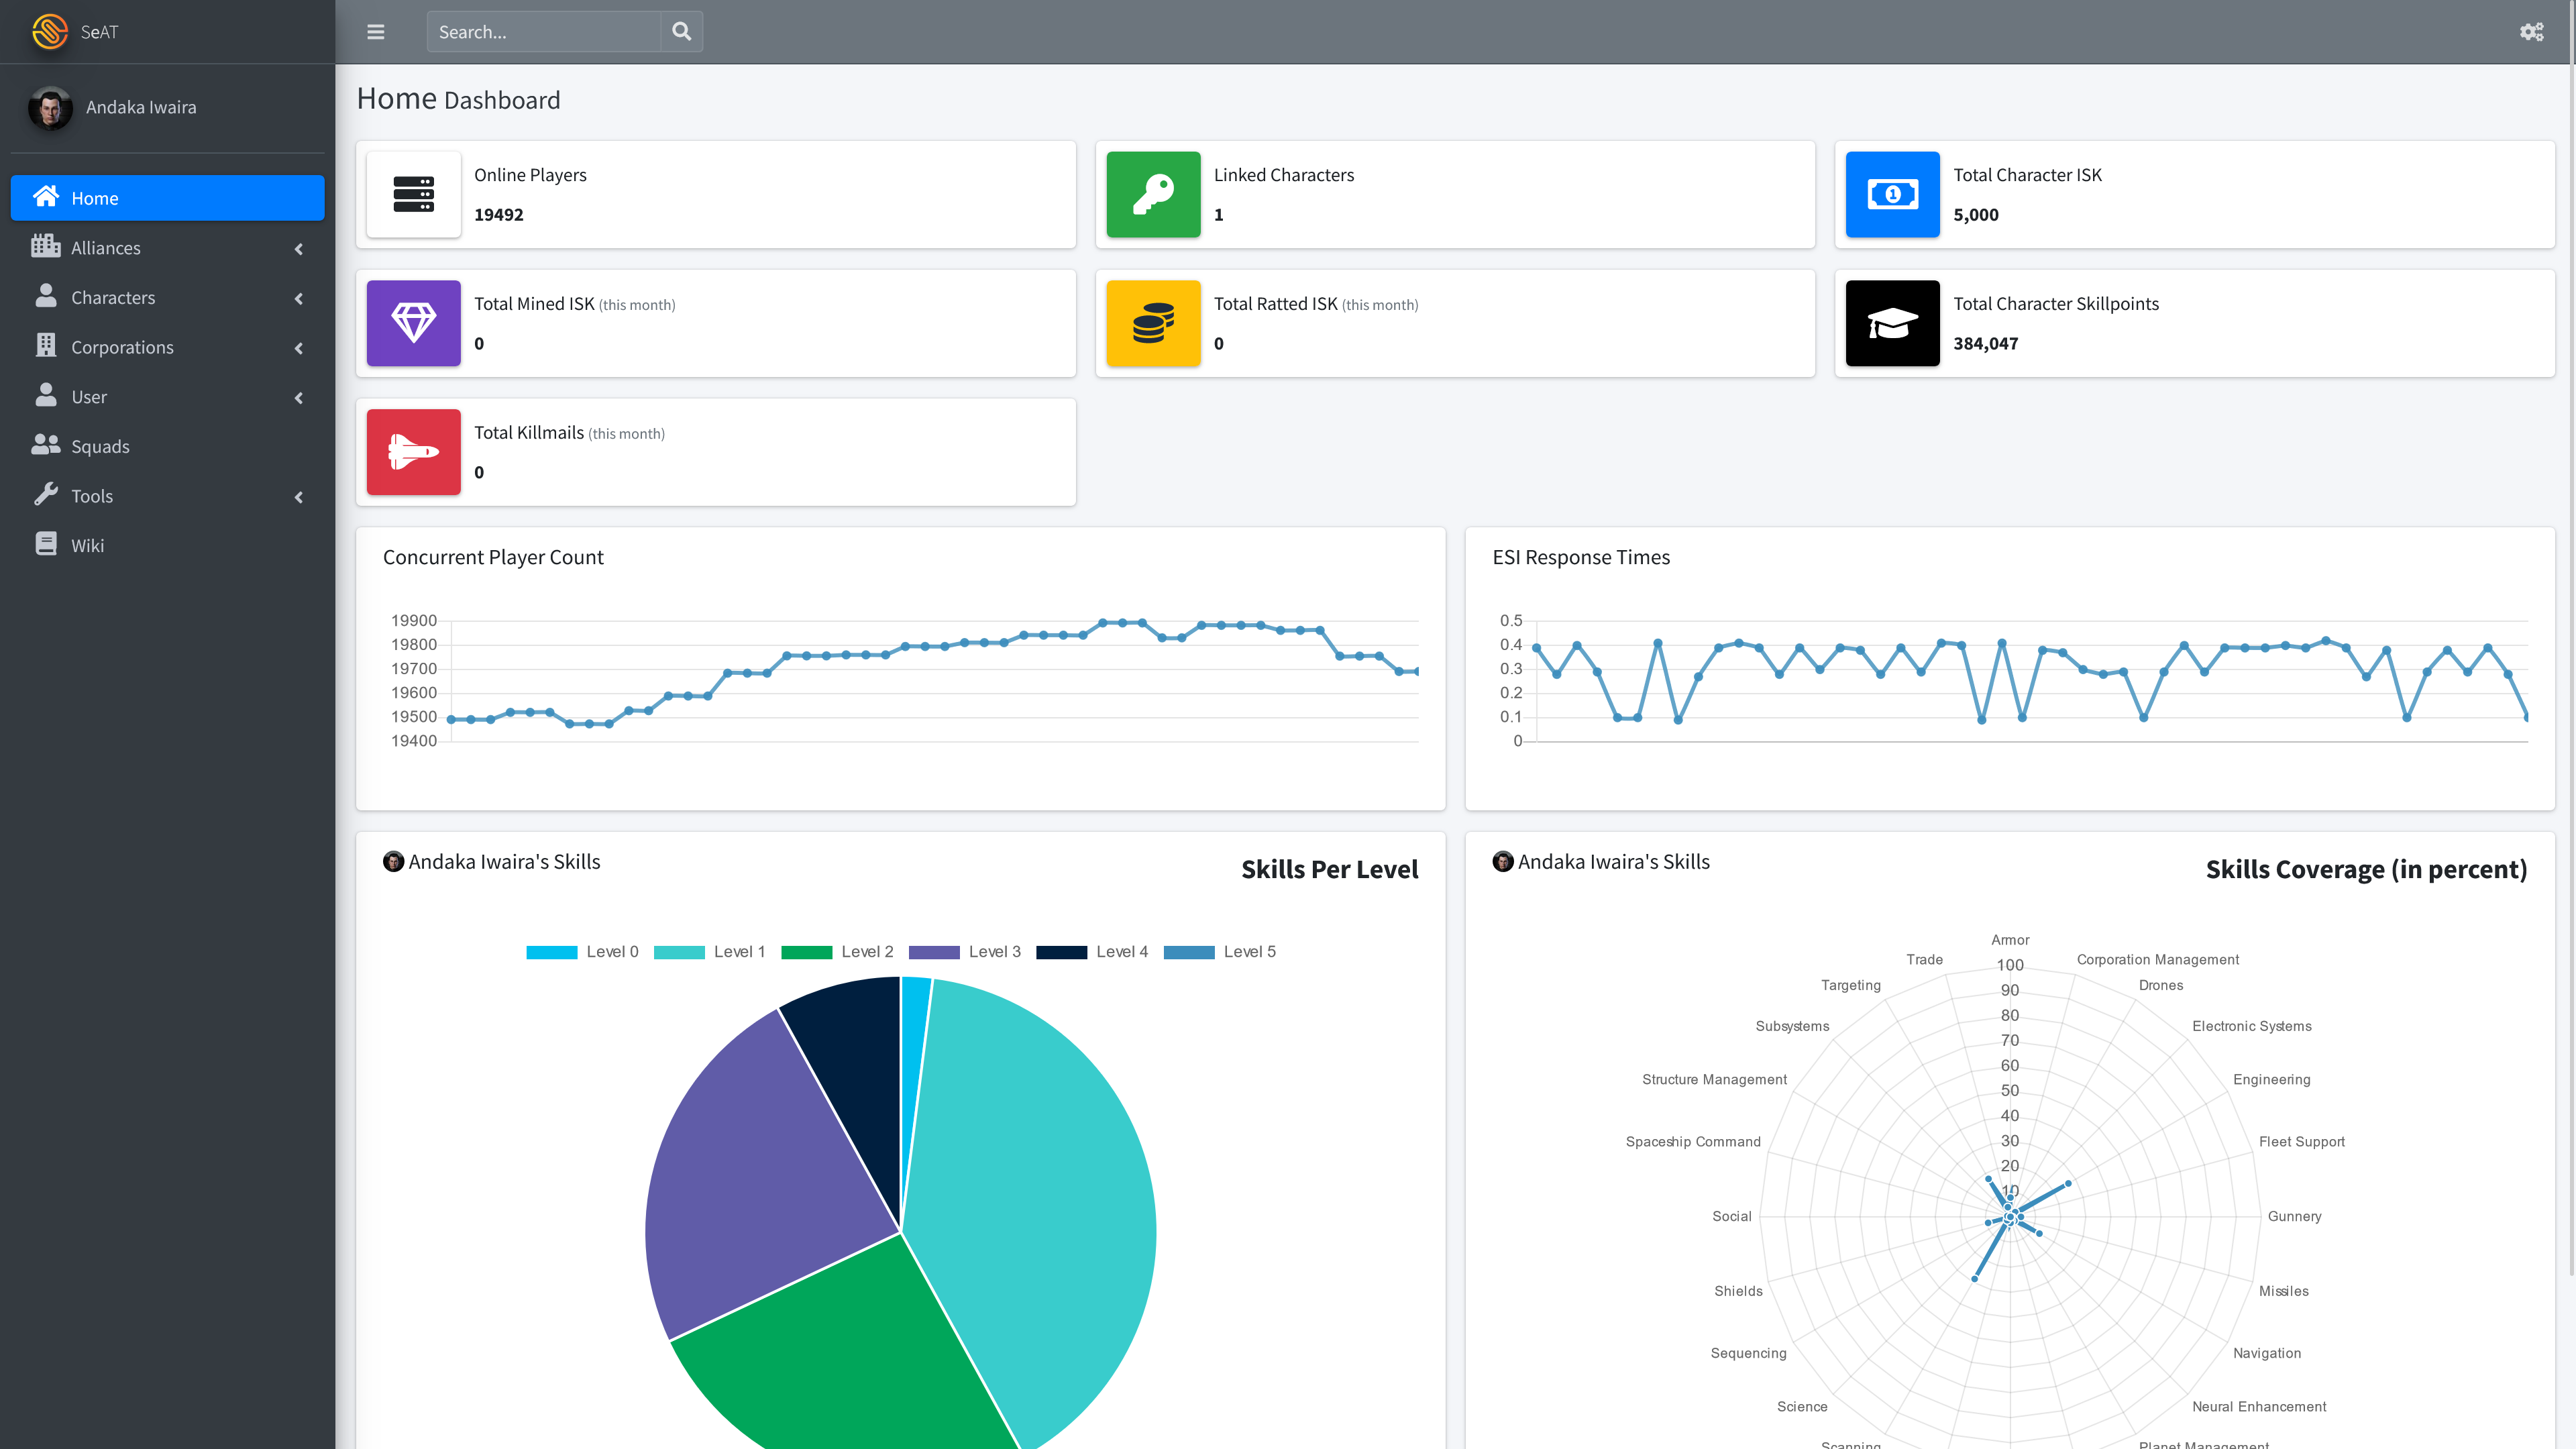 SeAT
Search...
Andaka Iwaira
Home
Alliances
Characters
Corporations
User
Squads
Tools
Wiki
Home Dashboard
Online Players
19492
Linked Characters
1
Total Character ISK
5,000
Total Mined ISK (this month)
0
Total Ratted ISK (this month)
0
Total Character Skillpoints
384,047
Total Killmails (this month)
0
Concurrent Player Count
19900
19800
19700
19600
19500
19400
ESI Response Times
0.5
0.4
0.3
0.2
0.1
0
Andaka Iwaira's Skills
Skills Per Level
Level 0 Level 1 Level 2 Level 3 Level 4 Level 5
Andaka Iwaira's Skills
Skills Coverage (in percent)
Armor
Trade
Corporation Management
100
Targeting
Drones
90
80
Subsystems
Electronic Systems
70
60
Structure Management
Engineering
50
40
30
Spaceship Command
Fleet Support
20
10
Social
Gunnery
Shields
Missiles
Sequencing
Navigation
Science
Neural Enhancement
Scanning
Planet Management